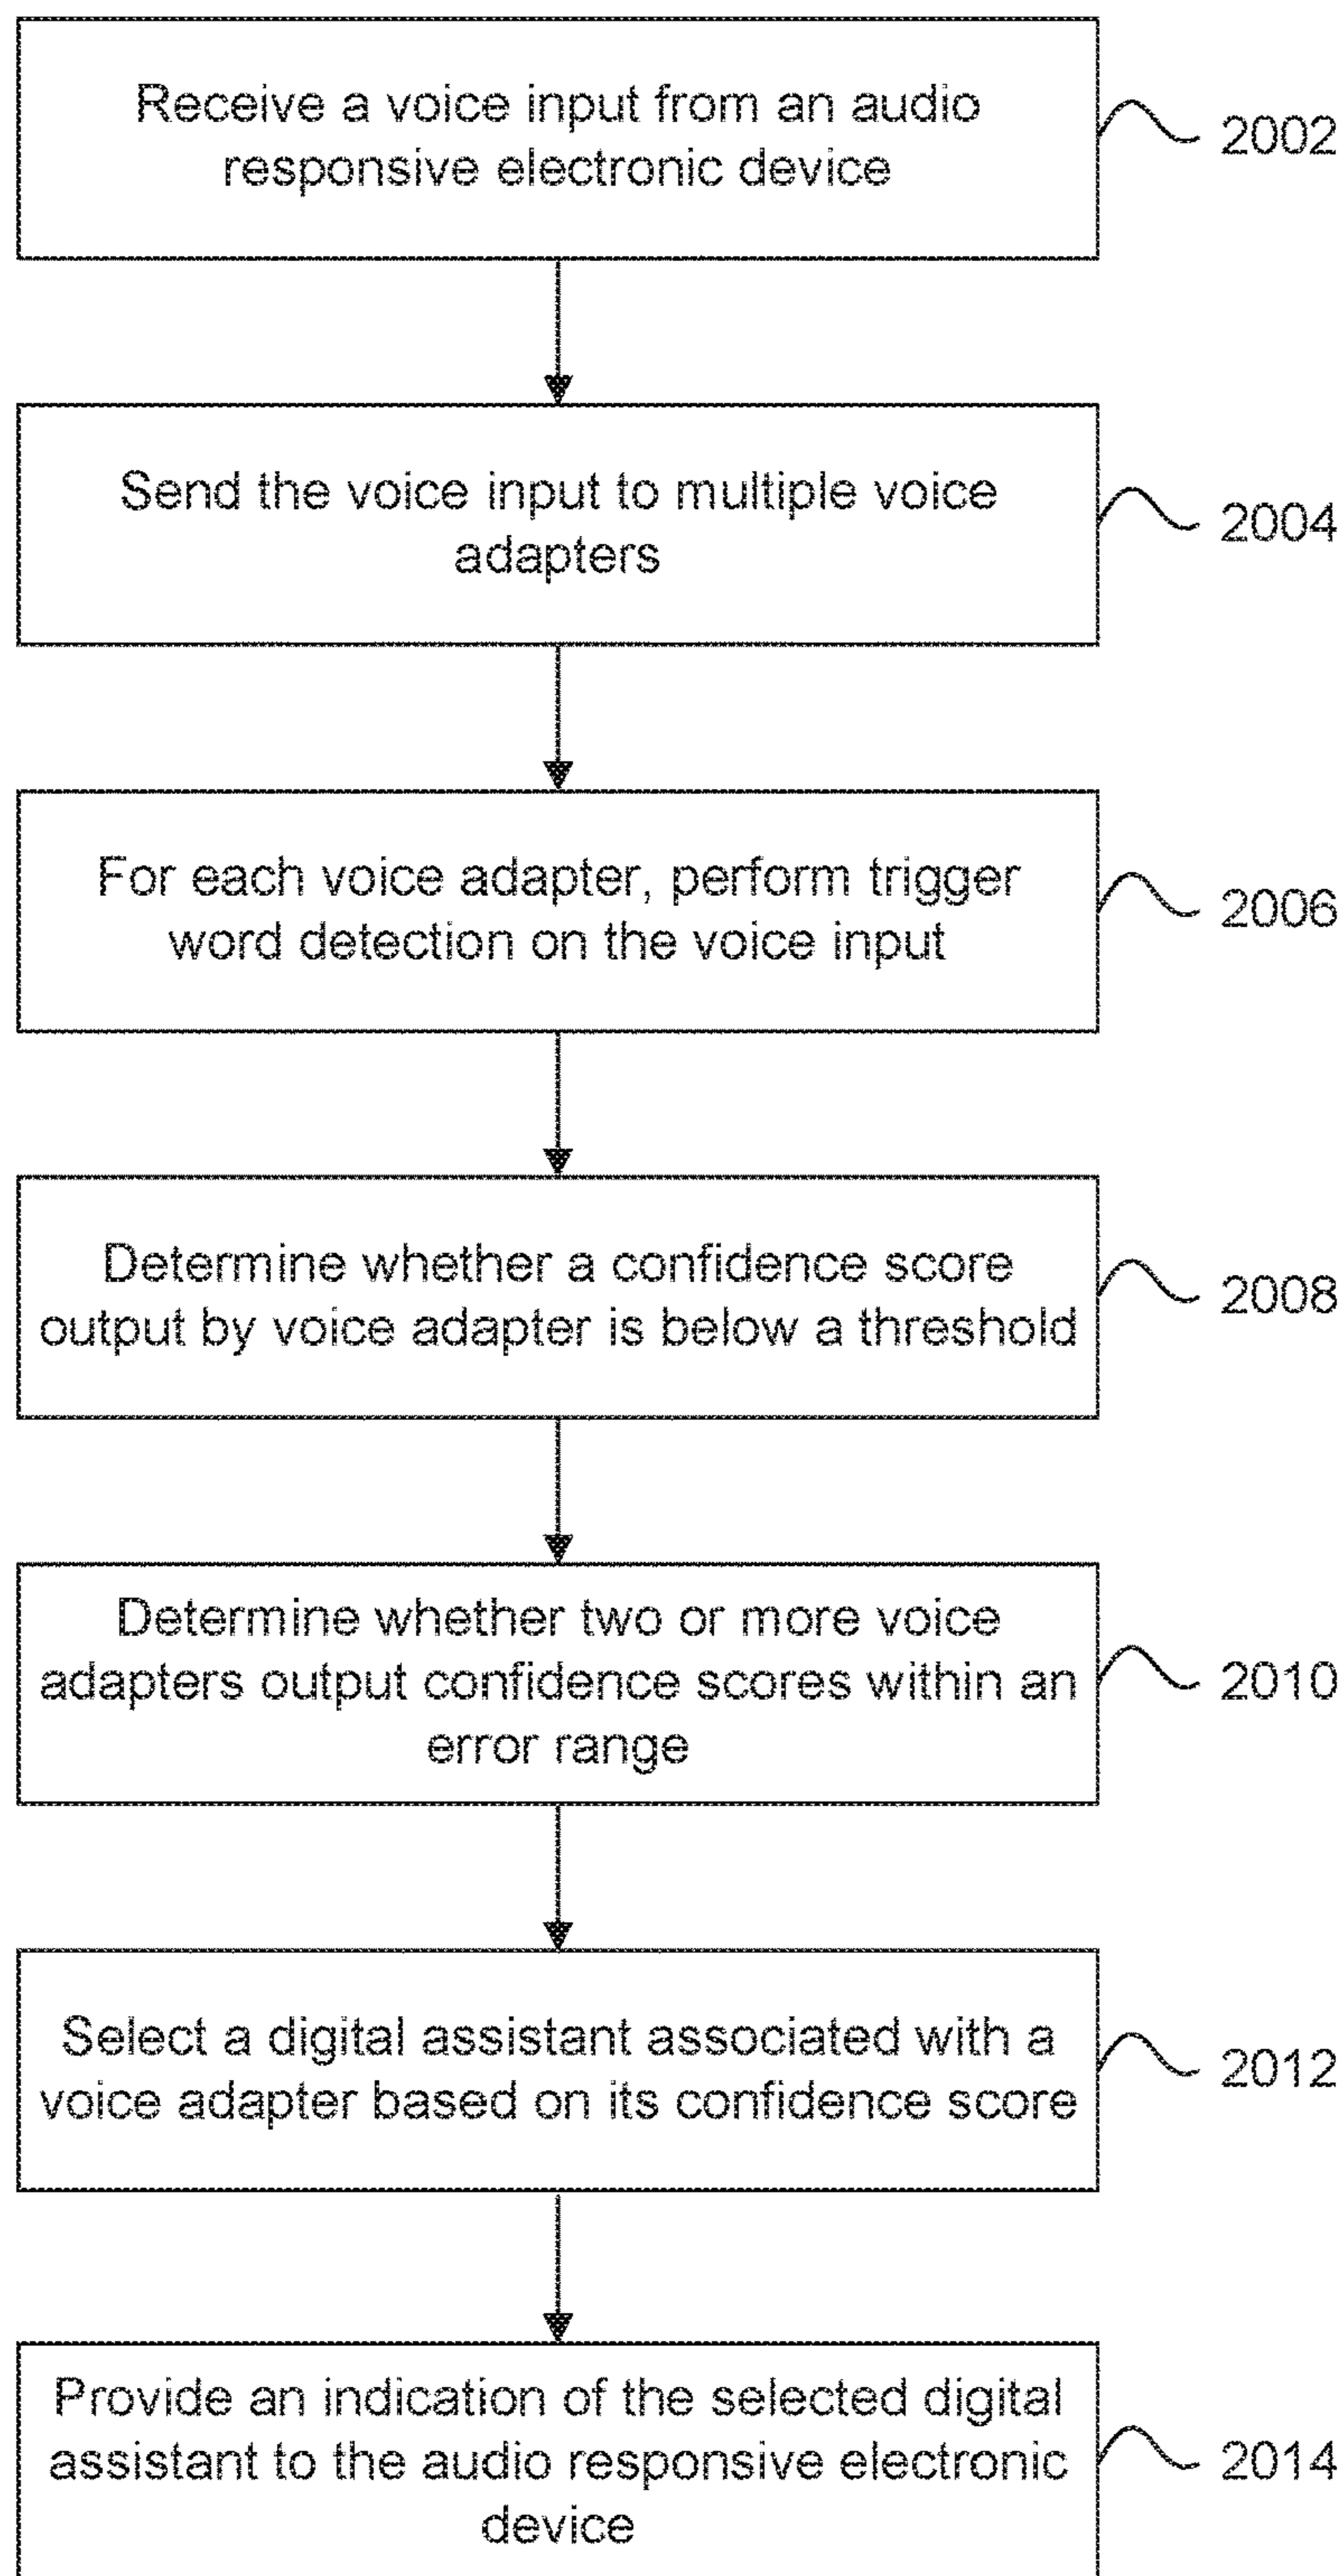 Receive a voice input from an audio
responsive electronic device
2002
Send the voice input to multiple voice
adapters
2004
For each voice adapter, perform trigger
word detection on the voice input
2006
Determine whether a confidence score
output by voice adapter is below a threshold
2008
Determine whether two or more voice
adapters output confidence scores within an
error range
2010
Select a digital assistant associated with a
voice adapter based on its confidence score
2012
Provide an indication of the selected digital
assistant to the audio responsive electronic
device
2014